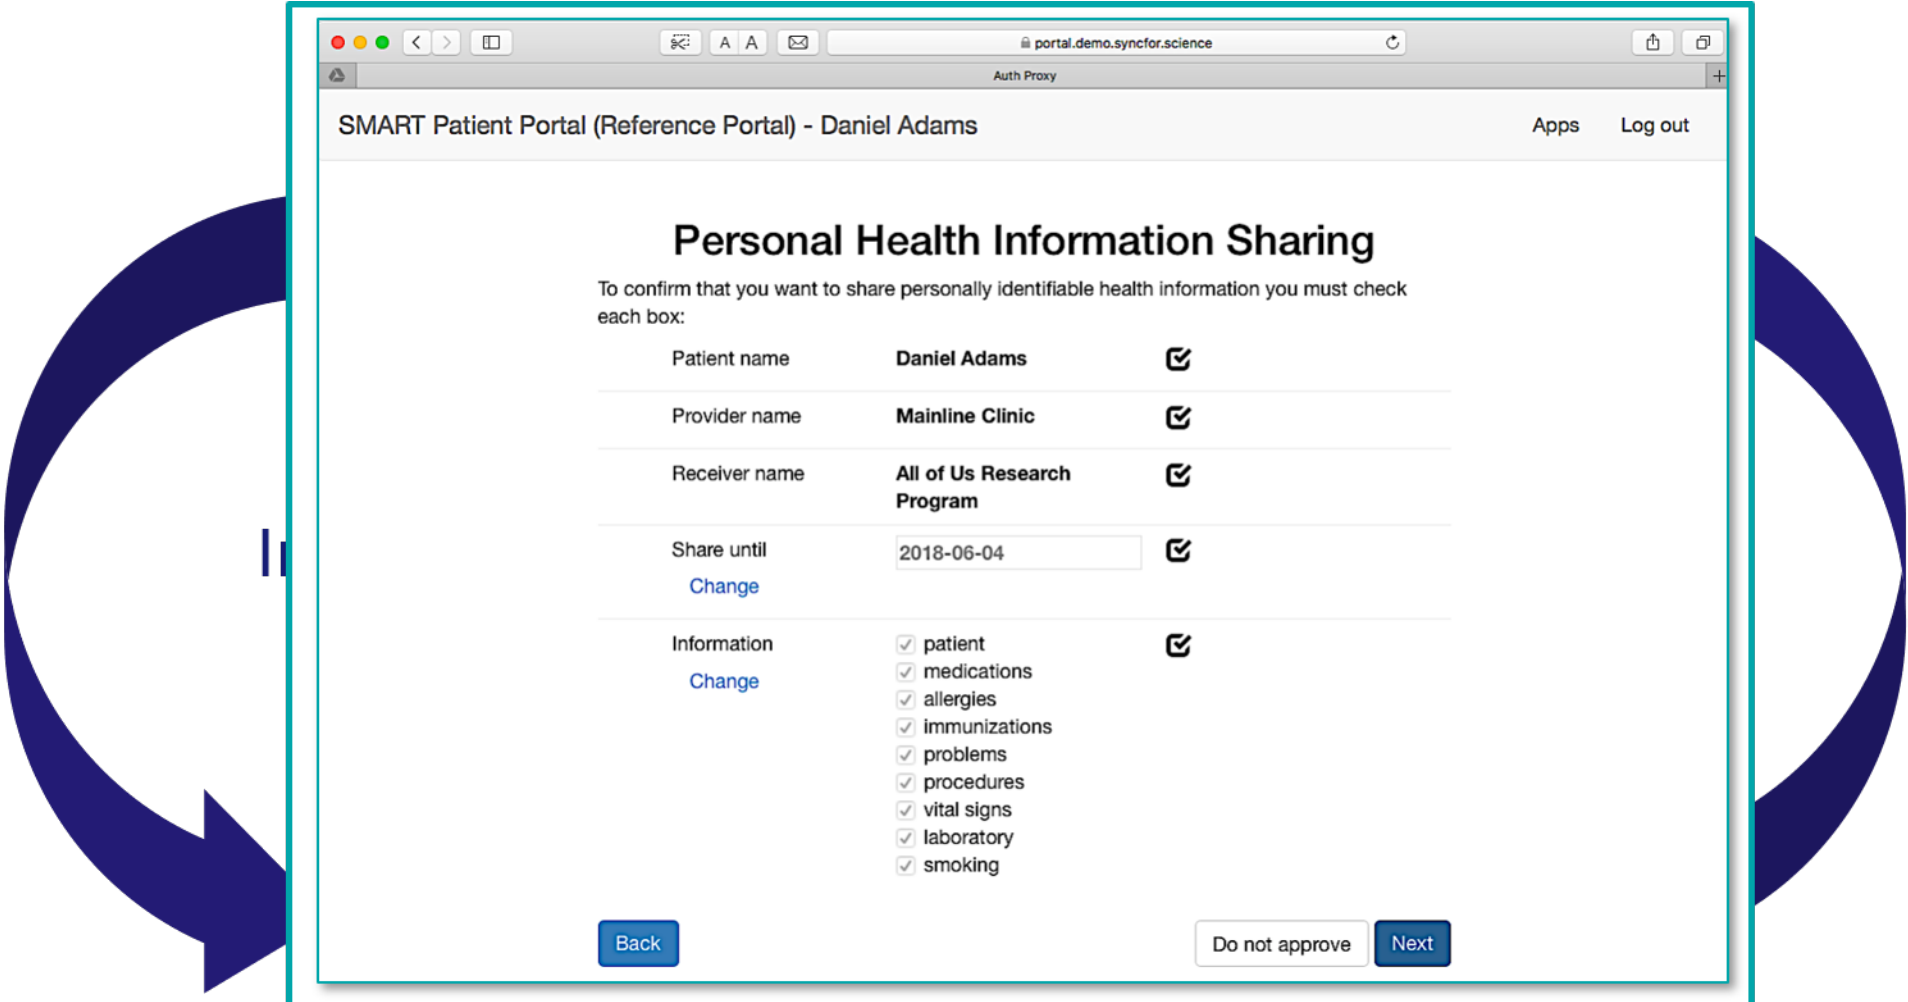 A A
portal.demo.syncfor.science
Auth Proxy
SMART Patient Portal (Reference Portal) - Daniel Adams
Apps
Log out
Personal Health Information Sharing
To confirm that you want to share personally identifiable health information you must check
each box:
Patient name
Daniel Adams
Provider name
Mainline Clinic
Receiver name
All of Us Research
Program
Share until
2018-06-04
Change
Information
Change
patient
medications
allergies
immunizations
problems
procedures
vital signs
laboratory
smoking
Back
Do not approve
Next